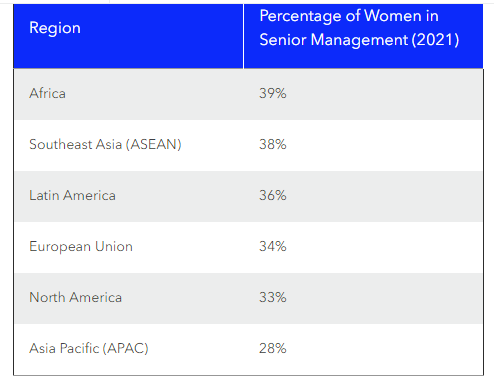 Region
Percentage of Women in
Senior Management (2021)
Africa
39%
Southeast Asia (ASEAN)
38%
Latin America
36%
European Union
34%
North America
33%
Asia Pacific (APAC)
28%